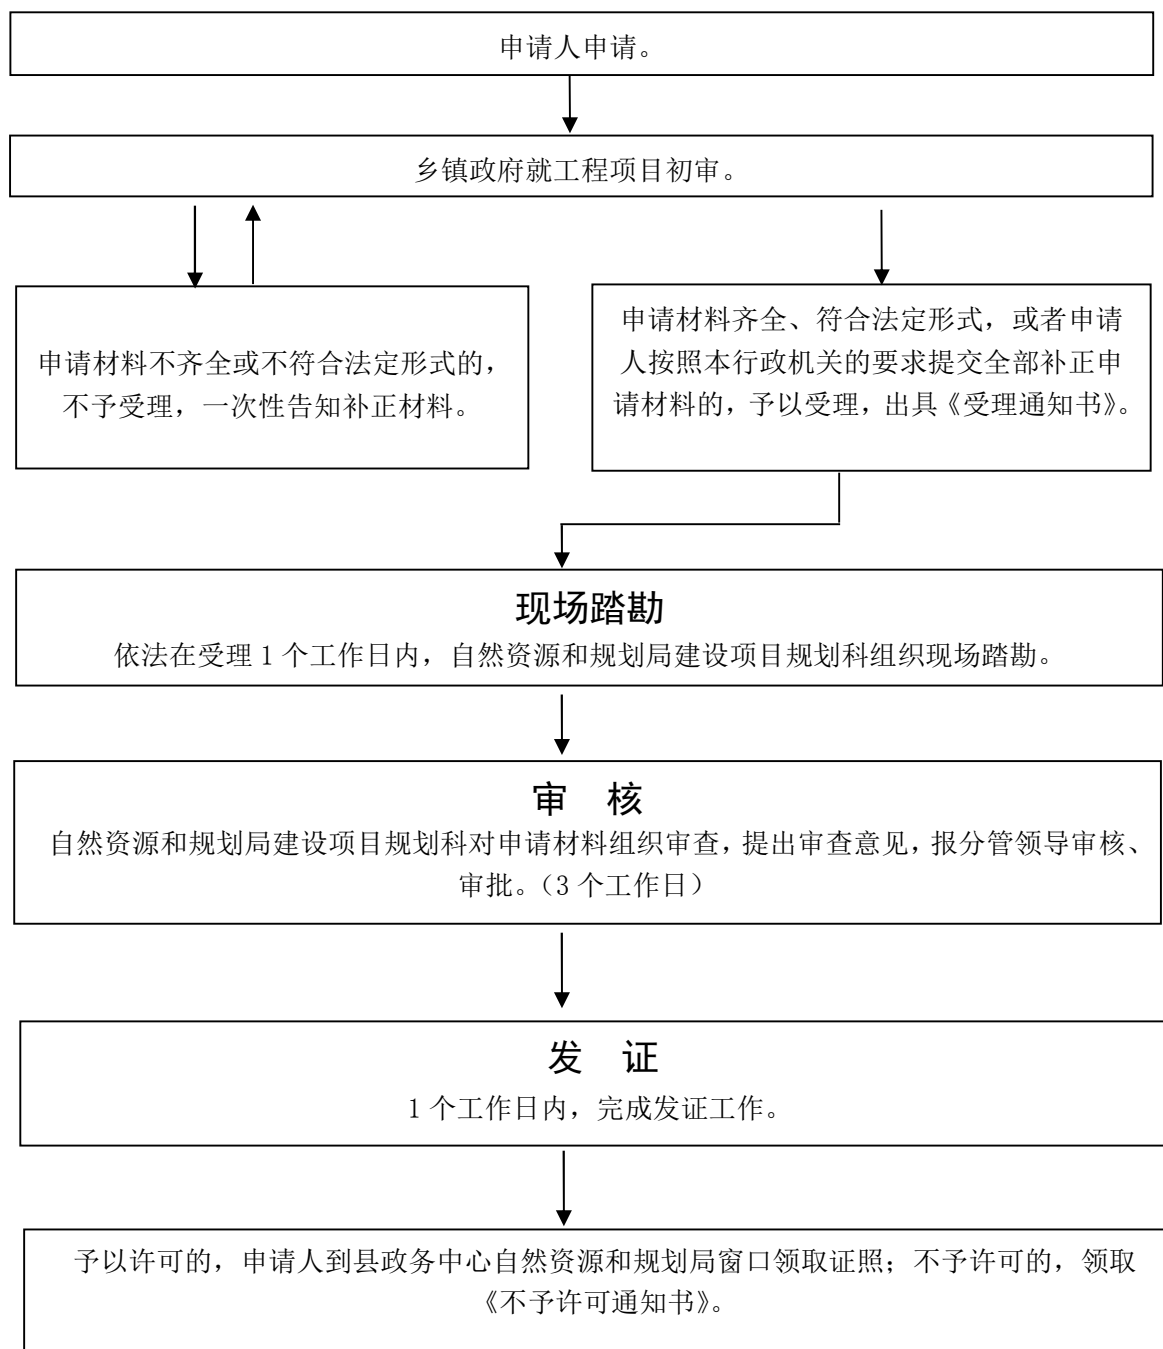 申请人申请。
乡镇政府就工程项目初审。
申请材料不齐全或不符合法定形式的，
不予受理，一次性告知补正材料。
申请材料齐全、符合法定形式，或者申请
人按照本行政机关的要求提交全部补正申
请材料的，予以受理，出具《受理通知书》。
现场踏勘
依法在受理 1 个工作日内，自然资源和规划局建设项目规划科组织现场踏勘。
审　核
自然资源和规划局建设项目规划科对申请材料组织审查，提出审查意见，报分管领导审核、
审批。（3 个工作日）
发　证
1 个工作日内，完成发证工作。
予以许可的，申请人到县政务中心自然资源和规划局窗口领取证照；不予许可的，领取
《不予许可通知书》。